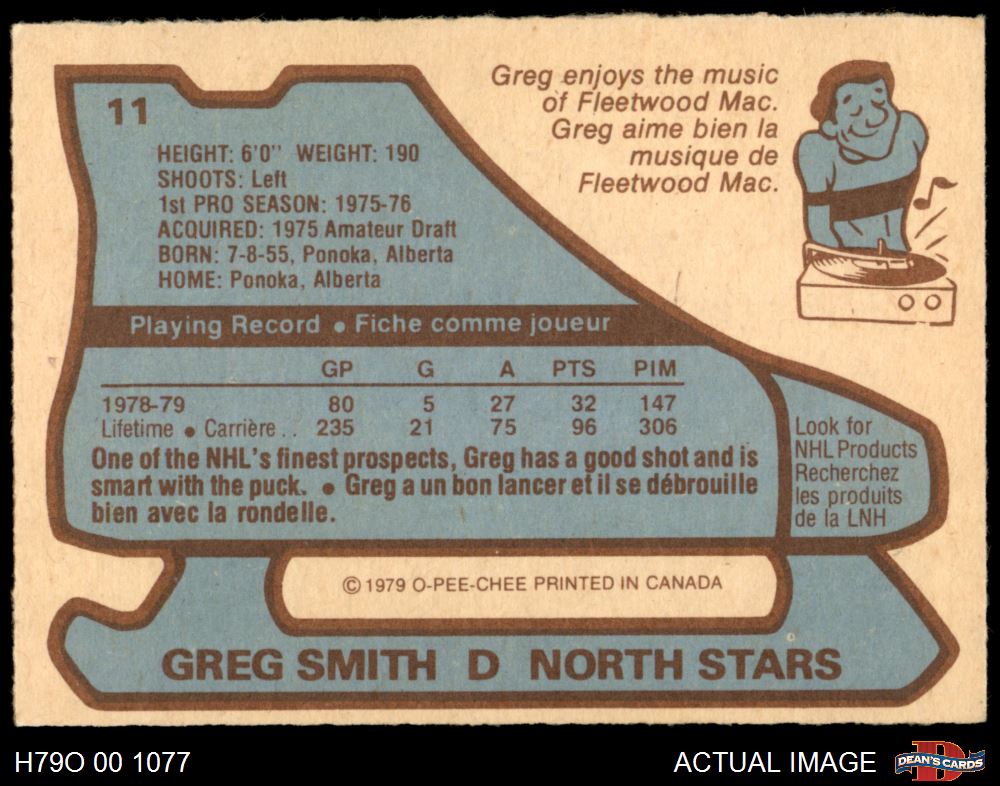 11
HEIGHT: 6'0" WEIGHT: 190
SHOOTS: Left
1st PRO SEASON: 1975-76
ACQUIRED: 1975 Amateur Draft
BORN: 7-8-55, Ponoka, Alberta
HOME: Ponoka, Alberta
Greg enjoys the music
of Fleetwood Mac.
Greg aime bien la
musique de
Fleetwood Mac.
Playing Record • Fiche comme joueur
GP G A PTS PIM
1978-79 80 5 27 32 147
Lifetime • Carrière . . 235 21 75 96 306
One of the NHL's finest prospects, Greg has a good shot and is
smart with the puck. • Greg a un bon lancer et il se débrouille
bien avec la rondelle.
Look for
NHL Products
Recherchez
les produits
de la LNH
© 1979 O-PEE-CHEE PRINTED IN CANADA
GREG SMITH D NORTH STARS
H79O 00 1077
ACTUAL IMAGE
DEAN'S CARDS